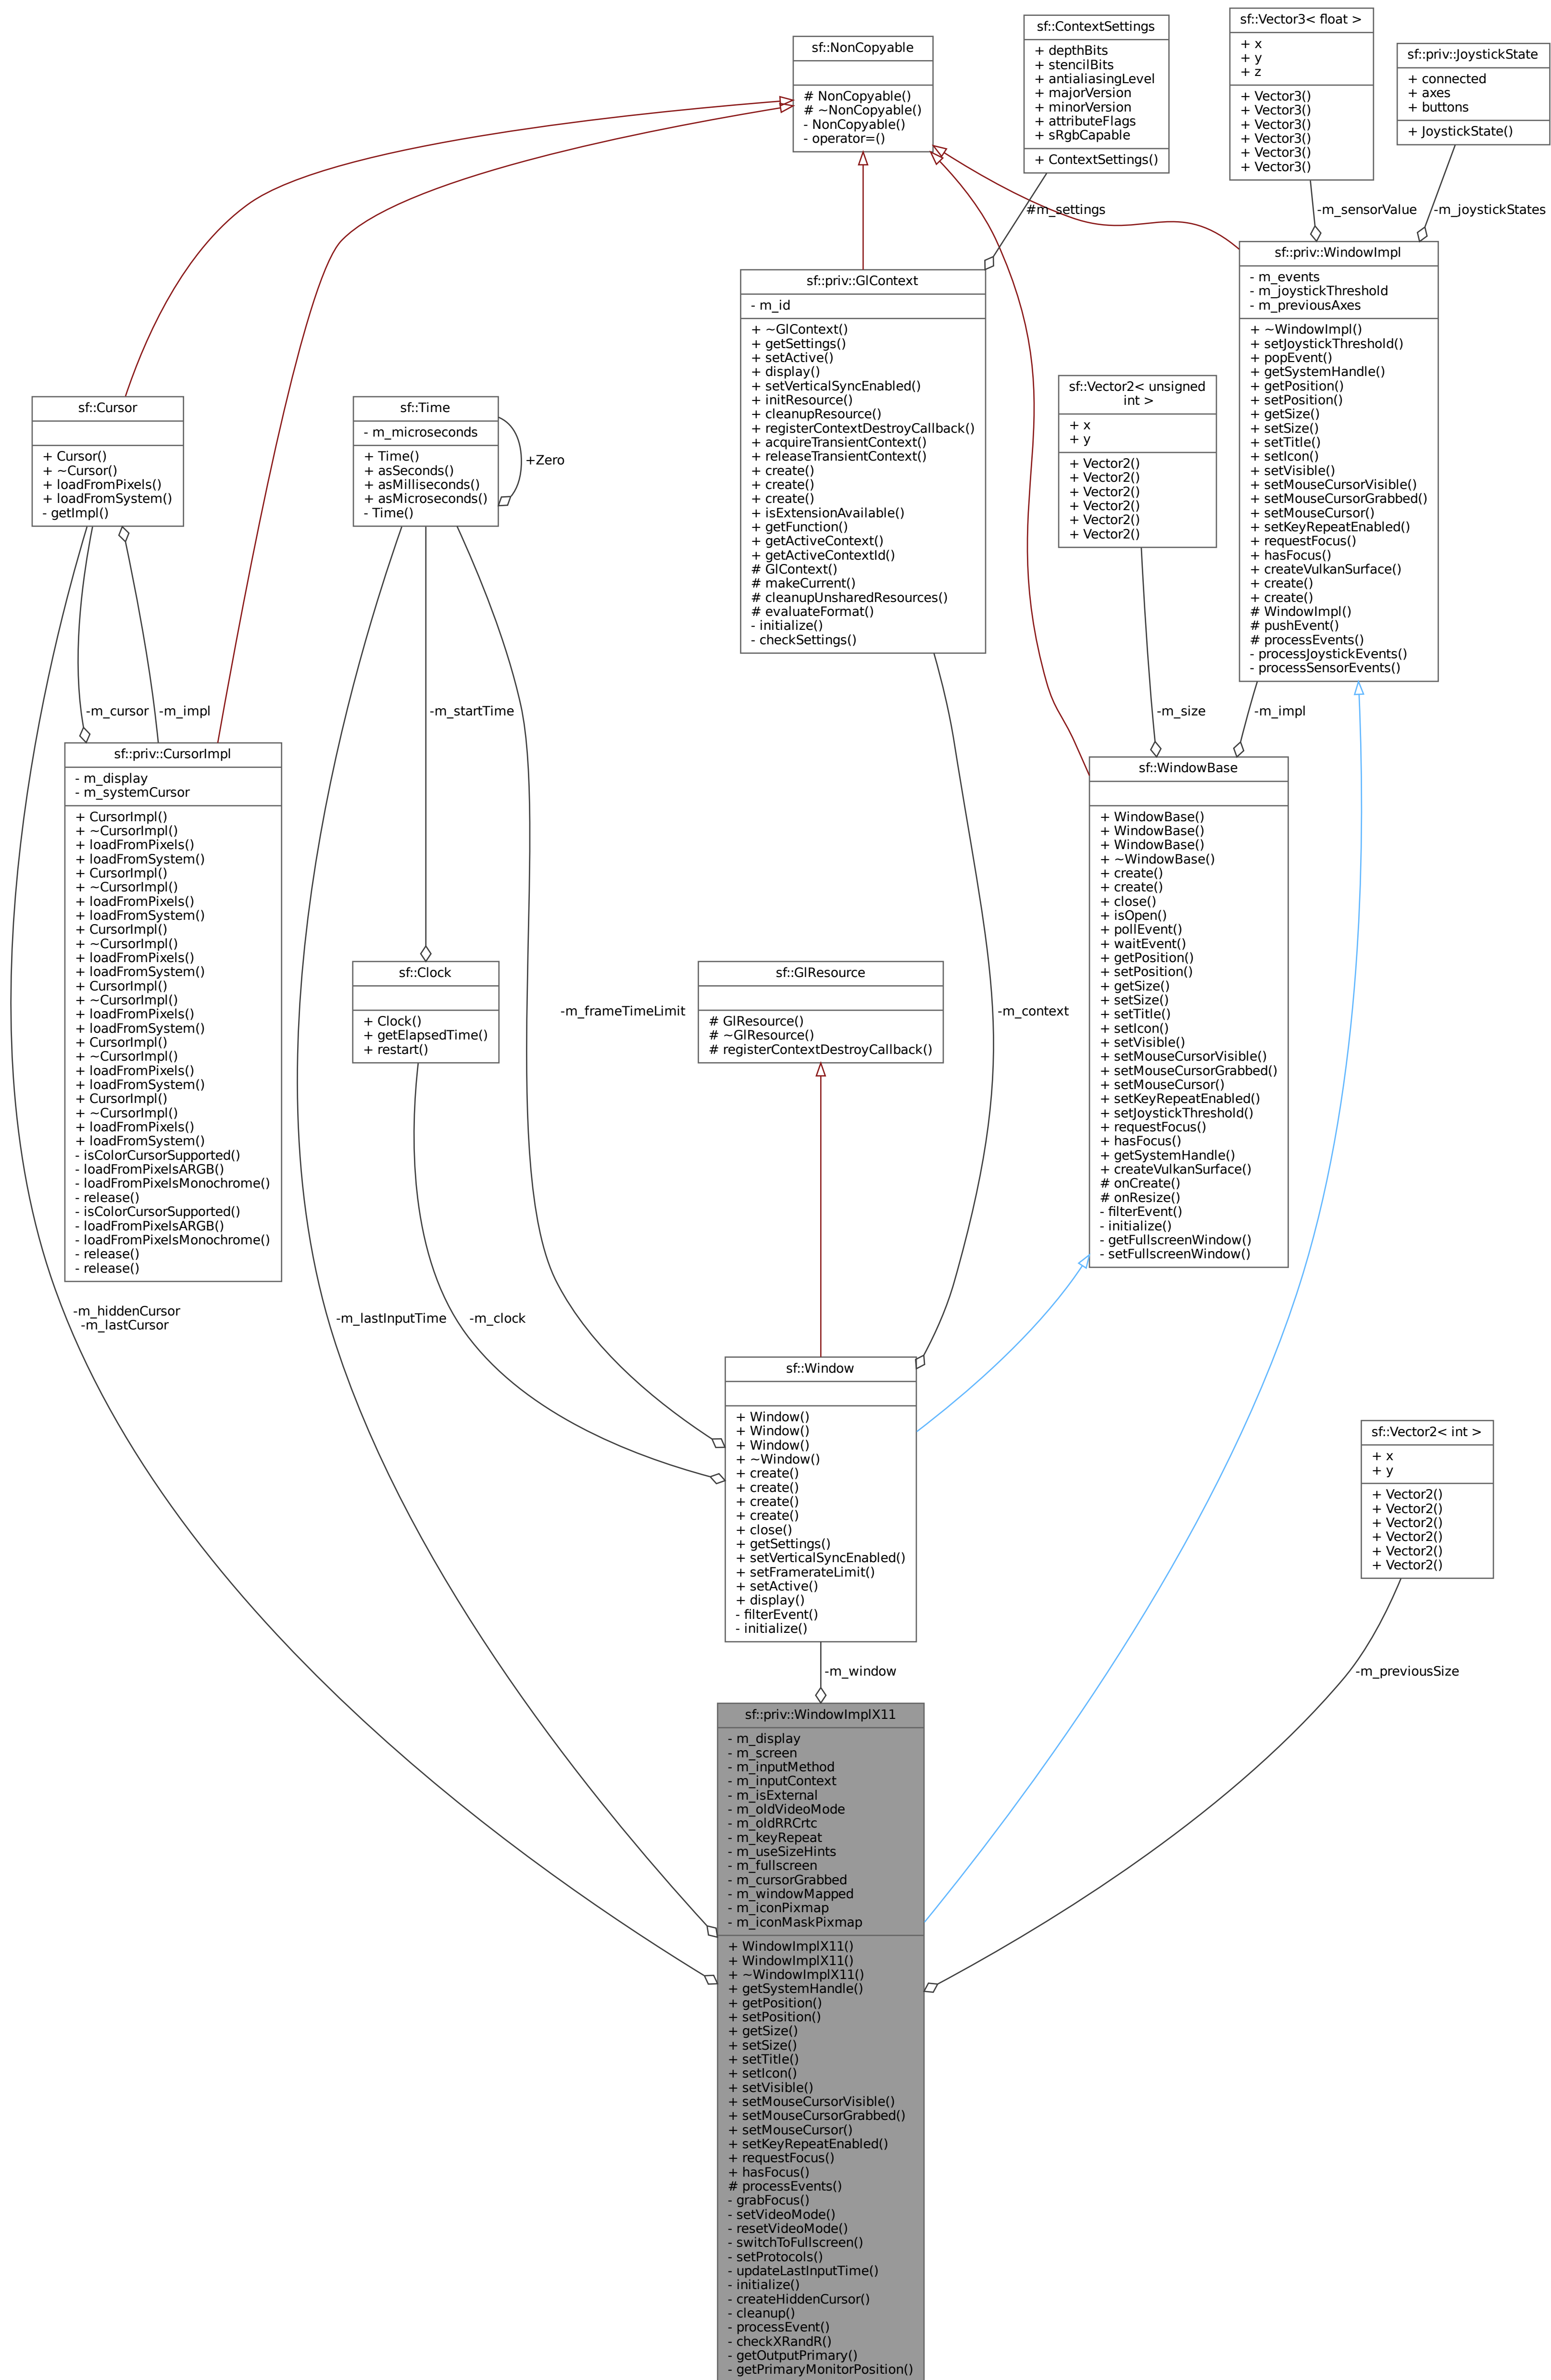 sf::NonCopyable
# NonCopyable()
# ~NonCopyable()
- NonCopyable()
- operator=()
sf::ContextSettings
+ depthBits
+ stencilBits
+ antialiasingLevel
+ majorVersion
+ minorVersion
+ attributeFlags
+ sRgbCapable
+ ContextSettings()
sf::Vector3< float >
+ x
+ y
+ z
+ Vector3()
+ Vector3()
+ Vector3()
+ Vector3()
+ Vector3()
+ Vector3()
sf::priv::JoystickState
+ connected
+ axes
+ buttons
+ JoystickState()
#m_settings
-m_sensorValue
-m_joystickStates
sf::priv::GlContext
- m_id
+ ~GlContext()
+ getSettings()
+ setActive()
+ display()
+ setVerticalSyncEnabled()
+ initResource()
+ cleanupResource()
+ registerContextDestroyCallback()
+ acquireTransientContext()
+ releaseTransientContext()
+ create()
+ create()
+ create()
+ isExtensionAvailable()
+ getFunction()
+ getActiveContext()
+ getActiveContextId()
# GlContext()
# makeCurrent()
# cleanupUnsharedResources()
# evaluateFormat()
- initialize()
- checkSettings()
sf::priv::WindowImpl
- m_events
- m_joystickThreshold
- m_previousAxes
+ ~WindowImpl()
+ setJoystickThreshold()
+ popEvent()
+ getSystemHandle()
+ getPosition()
+ setPosition()
+ getSize()
+ setSize()
+ setTitle()
+ setIcon()
+ setVisible()
+ setMouseCursorVisible()
+ setMouseCursorGrabbed()
+ setMouseCursor()
+ setKeyRepeatEnabled()
+ requestFocus()
+ hasFocus()
+ createVulkanSurface()
+ create()
+ create()
# WindowImpl()
# pushEvent()
# processEvents()
- processJoystickEvents()
- processSensorEvents()
sf::Vector2< unsigned
int >
+ x
+ y
+ Vector2()
+ Vector2()
+ Vector2()
+ Vector2()
+ Vector2()
+ Vector2()
sf::Cursor
+ Cursor()
+ ~Cursor()
+ loadFromPixels()
+ loadFromSystem()
- getImpl()
sf::Time
- m_microseconds
+ Time()
+ asSeconds()
+ asMilliseconds()
+ asMicroseconds()
- Time()
+Zero
-m_cursor
-m_impl
-m_startTime
-m_size
-m_impl
sf::priv::CursorImpl
- m_display
- m_systemCursor
+ CursorImpl()
+ ~CursorImpl()
+ loadFromPixels()
+ loadFromSystem()
+ CursorImpl()
+ ~CursorImpl()
+ loadFromPixels()
+ loadFromSystem()
+ CursorImpl()
+ ~CursorImpl()
+ loadFromPixels()
+ loadFromSystem()
+ CursorImpl()
+ ~CursorImpl()
+ loadFromPixels()
+ loadFromSystem()
+ CursorImpl()
+ ~CursorImpl()
+ loadFromPixels()
+ loadFromSystem()
+ CursorImpl()
+ ~CursorImpl()
+ loadFromPixels()
+ loadFromSystem()
- isColorCursorSupported()
- loadFromPixelsARGB()
- loadFromPixelsMonochrome()
- release()
- isColorCursorSupported()
- loadFromPixelsARGB()
- loadFromPixelsMonochrome()
- release()
- release()
sf::WindowBase
+ WindowBase()
+ WindowBase()
+ WindowBase()
+ ~WindowBase()
+ create()
+ create()
+ close()
+ isOpen()
+ pollEvent()
+ waitEvent()
+ getPosition()
+ setPosition()
+ getSize()
+ setSize()
+ setTitle()
+ setIcon()
+ setVisible()
+ setMouseCursorVisible()
+ setMouseCursorGrabbed()
+ setMouseCursor()
+ setKeyRepeatEnabled()
+ setJoystickThreshold()
+ requestFocus()
+ hasFocus()
+ getSystemHandle()
+ createVulkanSurface()
# onCreate()
# onResize()
- filterEvent()
- initialize()
- getFullscreenWindow()
- setFullscreenWindow()
sf::Clock
+ Clock()
+ getElapsedTime()
+ restart()
-m_frameTimeLimit
sf::GlResource
# GlResource()
# ~GlResource()
# registerContextDestroyCallback()
-m_context
-m_hiddenCursor
-m_lastCursor
-m_lastInputTime
-m_clock
sf::Window
+ Window()
+ Window()
+ Window()
+ ~Window()
+ create()
+ create()
+ create()
+ create()
+ close()
+ getSettings()
+ setVerticalSyncEnabled()
+ setFramerateLimit()
+ setActive()
+ display()
- filterEvent()
- initialize()
sf::Vector2< int >
+ x
+ y
+ Vector2()
+ Vector2()
+ Vector2()
+ Vector2()
+ Vector2()
+ Vector2()
-m_window
-m_previousSize
sf::priv::WindowImplX11
- m_display
- m_screen
- m_inputMethod
- m_inputContext
- m_isExternal
- m_oldVideoMode
- m_oldRRCrtc
- m_keyRepeat
- m_useSizeHints
- m_fullscreen
- m_cursorGrabbed
- m_windowMapped
- m_iconPixmap
- m_iconMaskPixmap
+ WindowImplX11()
+ WindowImplX11()
+ ~WindowImplX11()
+ getSystemHandle()
+ getPosition()
+ setPosition()
+ getSize()
+ setSize()
+ setTitle()
+ setIcon()
+ setVisible()
+ setMouseCursorVisible()
+ setMouseCursorGrabbed()
+ setMouseCursor()
+ setKeyRepeatEnabled()
+ requestFocus()
+ hasFocus()
# processEvents()
- grabFocus()
- setVideoMode()
- resetVideoMode()
- switchToFullscreen()
- setProtocols()
- updateLastInputTime()
- initialize()
- createHiddenCursor()
- cleanup()
- processEvent()
- checkXRandR()
- getOutputPrimary()
- getPrimaryMonitorPosition()